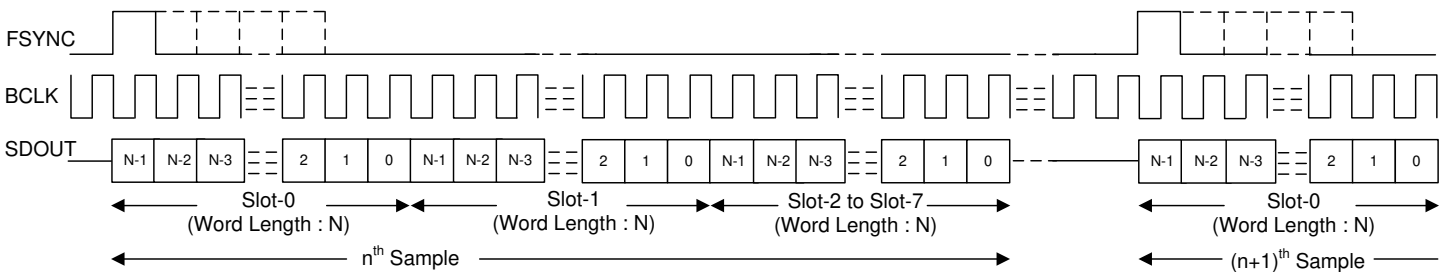 FSYNC
BCLK
SDOUT N-1 N-2 N-3 2 1 0 N-1 N-2 N-3 2 1 0 N-1 N-2 N-3 2 1 0 N-1 N-2 N-3 2 1 0
Slot-0 Slot-1 Slot-2 to Slot-7 Slot-0
(Word Length : N) (Word Length : N) (Word Length : N) (Word Length : N)
nth Sample (n+1)th Sample